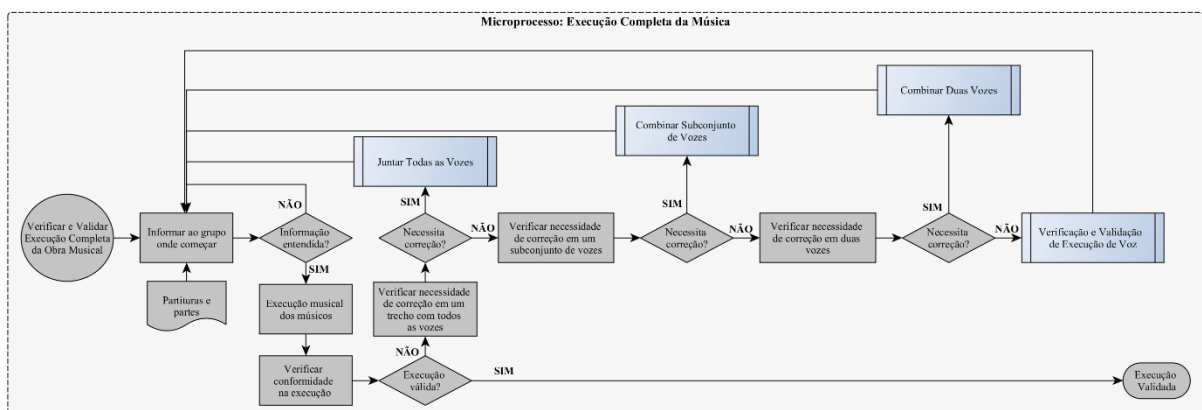 Microprocesso: Execução Completa da Música
Combinar Duas Vozes
Combinar Subconjunto
de Vozes
Juntar Todas as Vozes
SIM
SIM
SIM
NÃO
Verificar e Validar
Execução Completa
da Obra Musical
Informar ao grupo
onde começar
Informação
entendida?
Necessita
correção?
NÃO
Verificar necessidade
de correção em um
subconjunto de vozes
Necessita
correção?
NÃO
Verificar necessidade
de correção em duas
vozes
Necessita
correção?
NÃO
Verificação e Validação
de Execução de Voz
SIM
Partituras e
partes
Execução musical
dos músicos
Verificar necessidade
de correção em um
trecho com todos
as vozes
NÃO
Verificar
conformidade
na execução
Execução
válida?
SIM
Execução
Validada